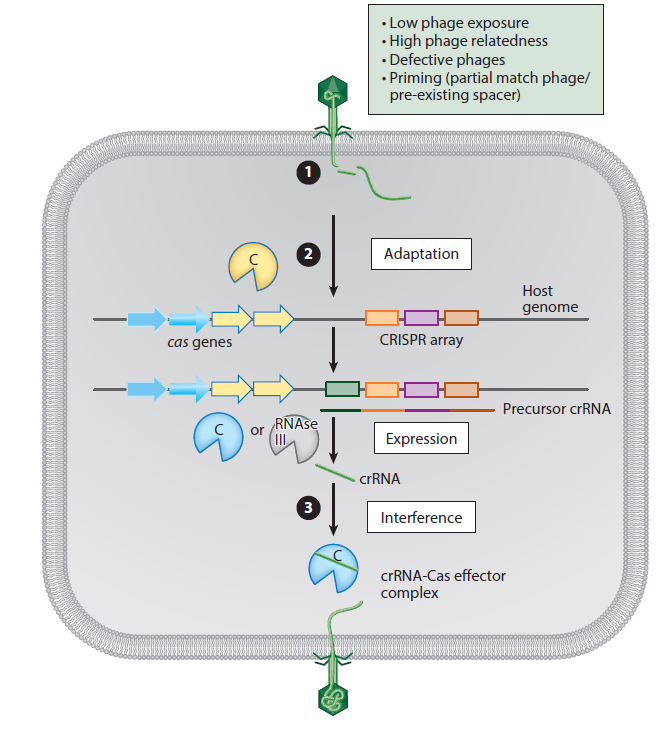 • Low phage exposure
• High phage relatedness
• Defective phages
• Priming (partial match phage/
pre-existing spacer)
1
2
C
Adaptation
Host
genome
cas genes
CRISPR array
Precursor crRNA
C
or
RNAse
III
Expression
crRNA
3
Interference
C
crRNA-Cas effector
complex